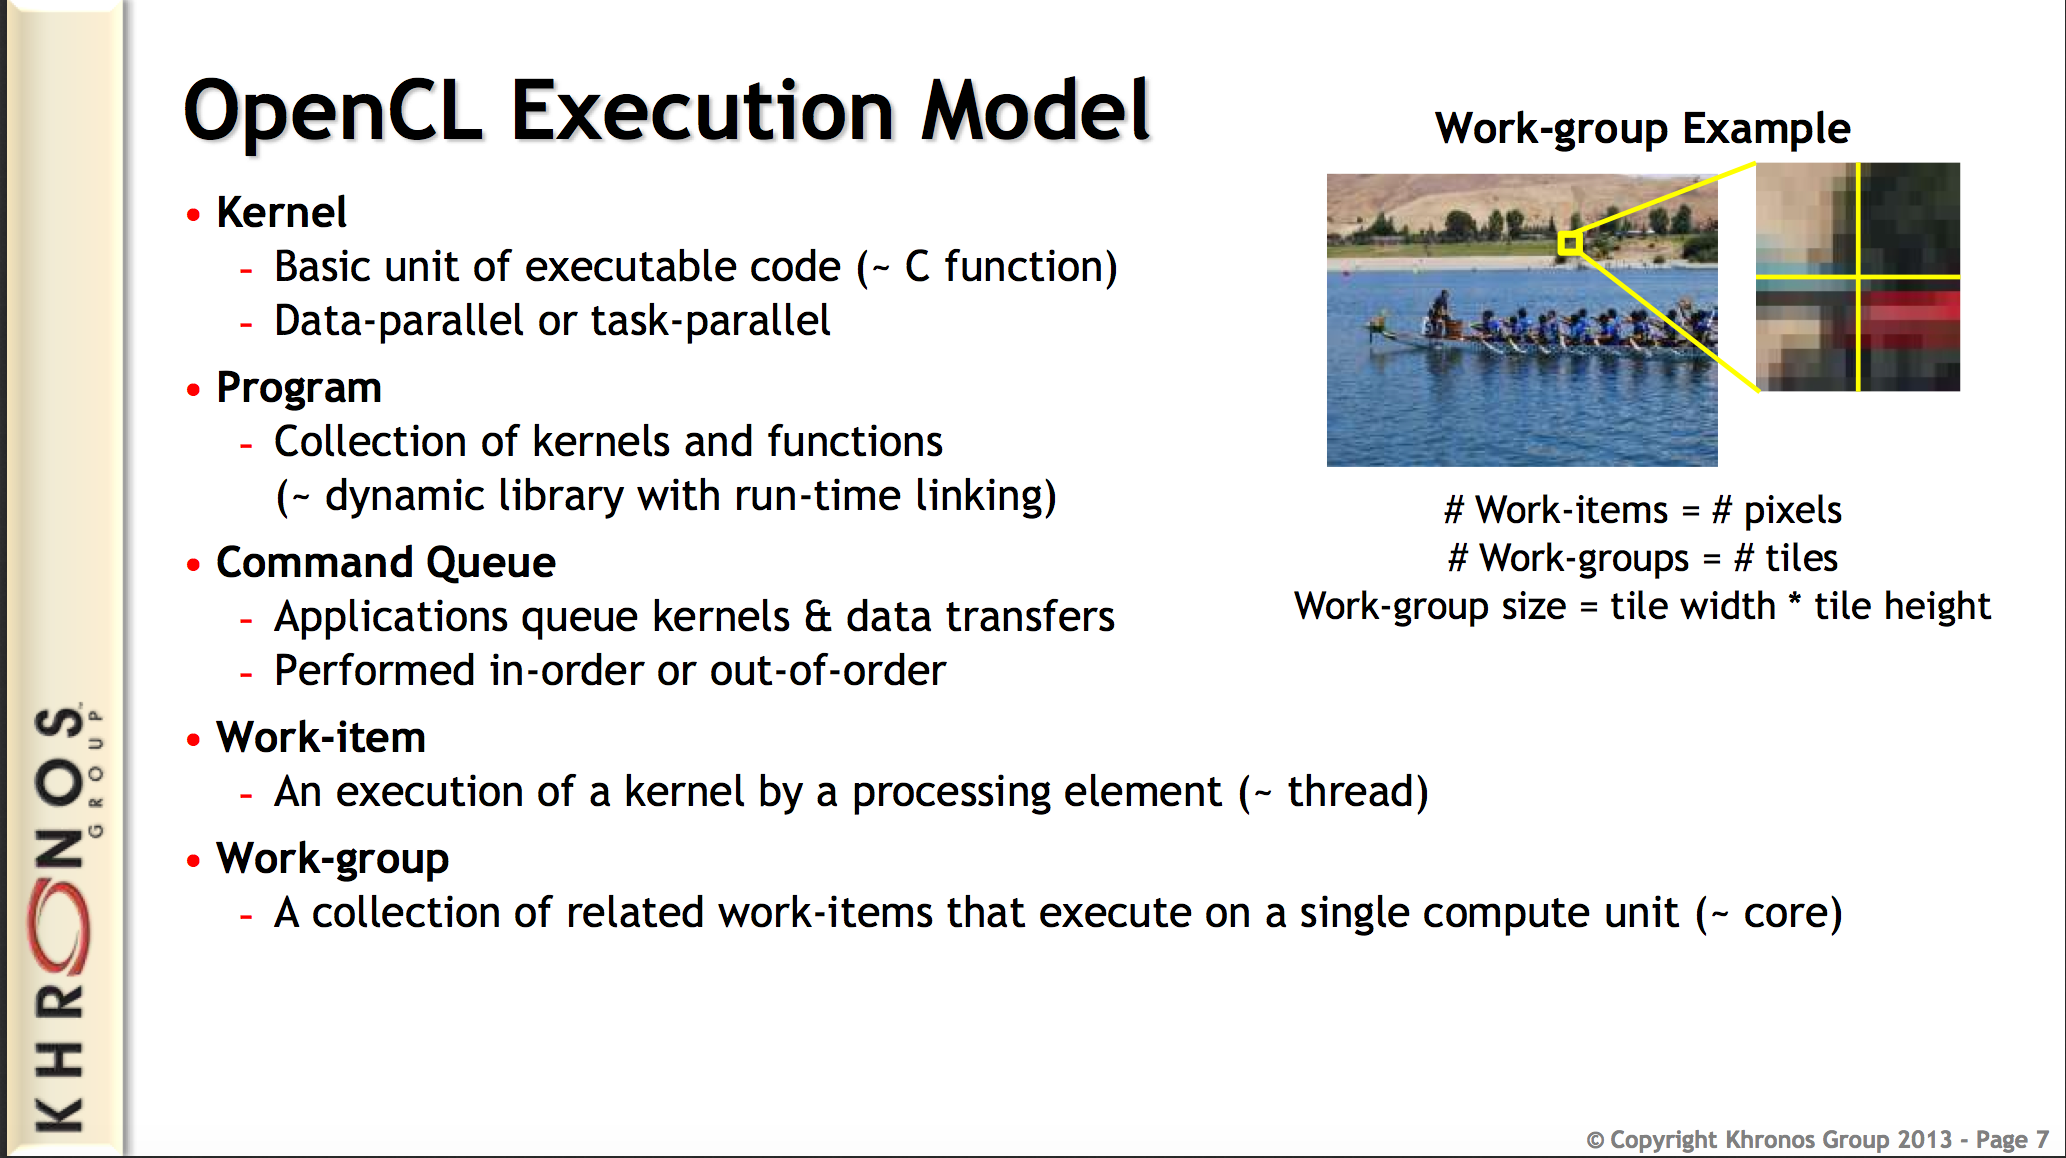 OpenCL Execution Model
• Kernel
- Basic unit of executable code (~ C function)
- Data-parallel or task-parallel
• Program
- Collection of kernels and functions
(~ dynamic library with run-time linking)
• Command Queue
- Applications queue kernels & data transfers
- Performed in-order or out-of-order
• Work-item
- An execution of a kernel by a processing element (~ thread)
• Work-group
- A collection of related work-items that execute on a single compute unit (~ core)
Work-group Example
# Work-items = # pixels
# Work-groups = # tiles
Work-group size = tile width * tile height
KHRONOS™
GROUP
© Copyright Khronos Group 2013 - Page 7